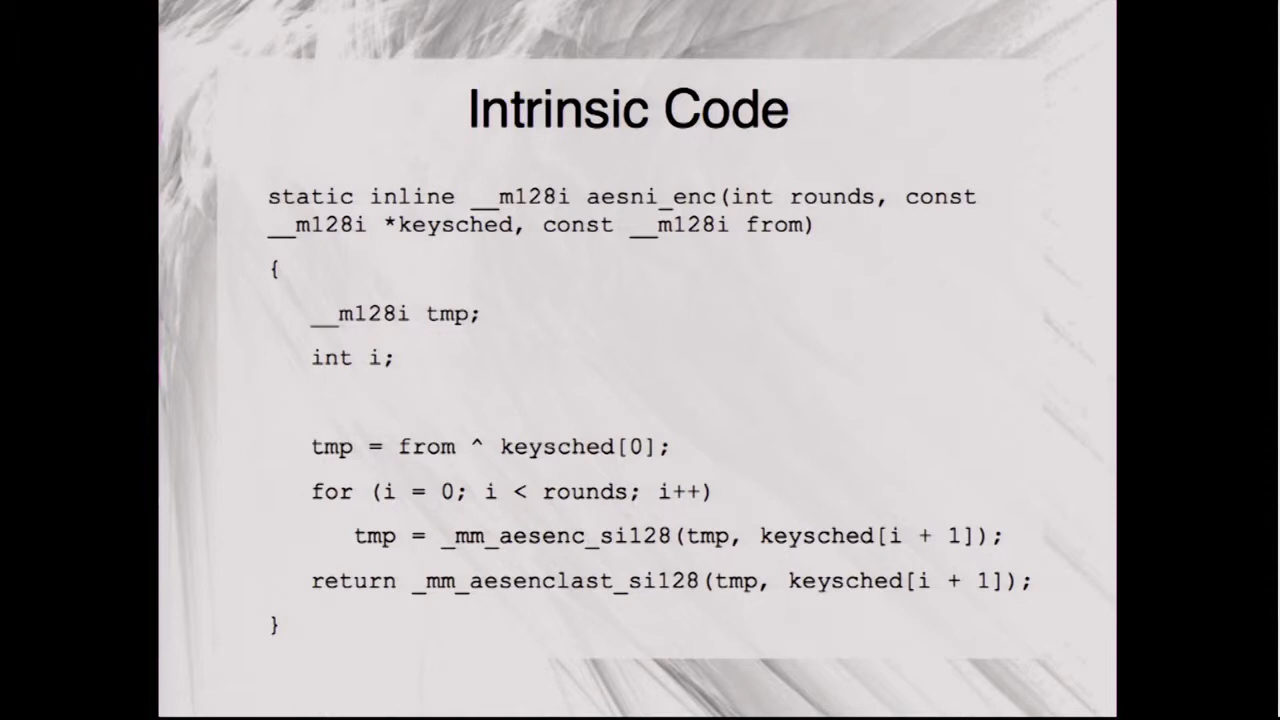 Intrinsic Code
static inline __m128i aesni_enc(int rounds, const
__m128i *keysched, const __m128i from)
{
__m128i tmp;
int i;
tmp = from ^ keysched[0];
for (i = 0; i < rounds; i++)
tmp = _mm_aesenc_si128(tmp, keysched[i + 1]);
return _mm_aesenclast_si128(tmp, keysched[i + 1]);
}